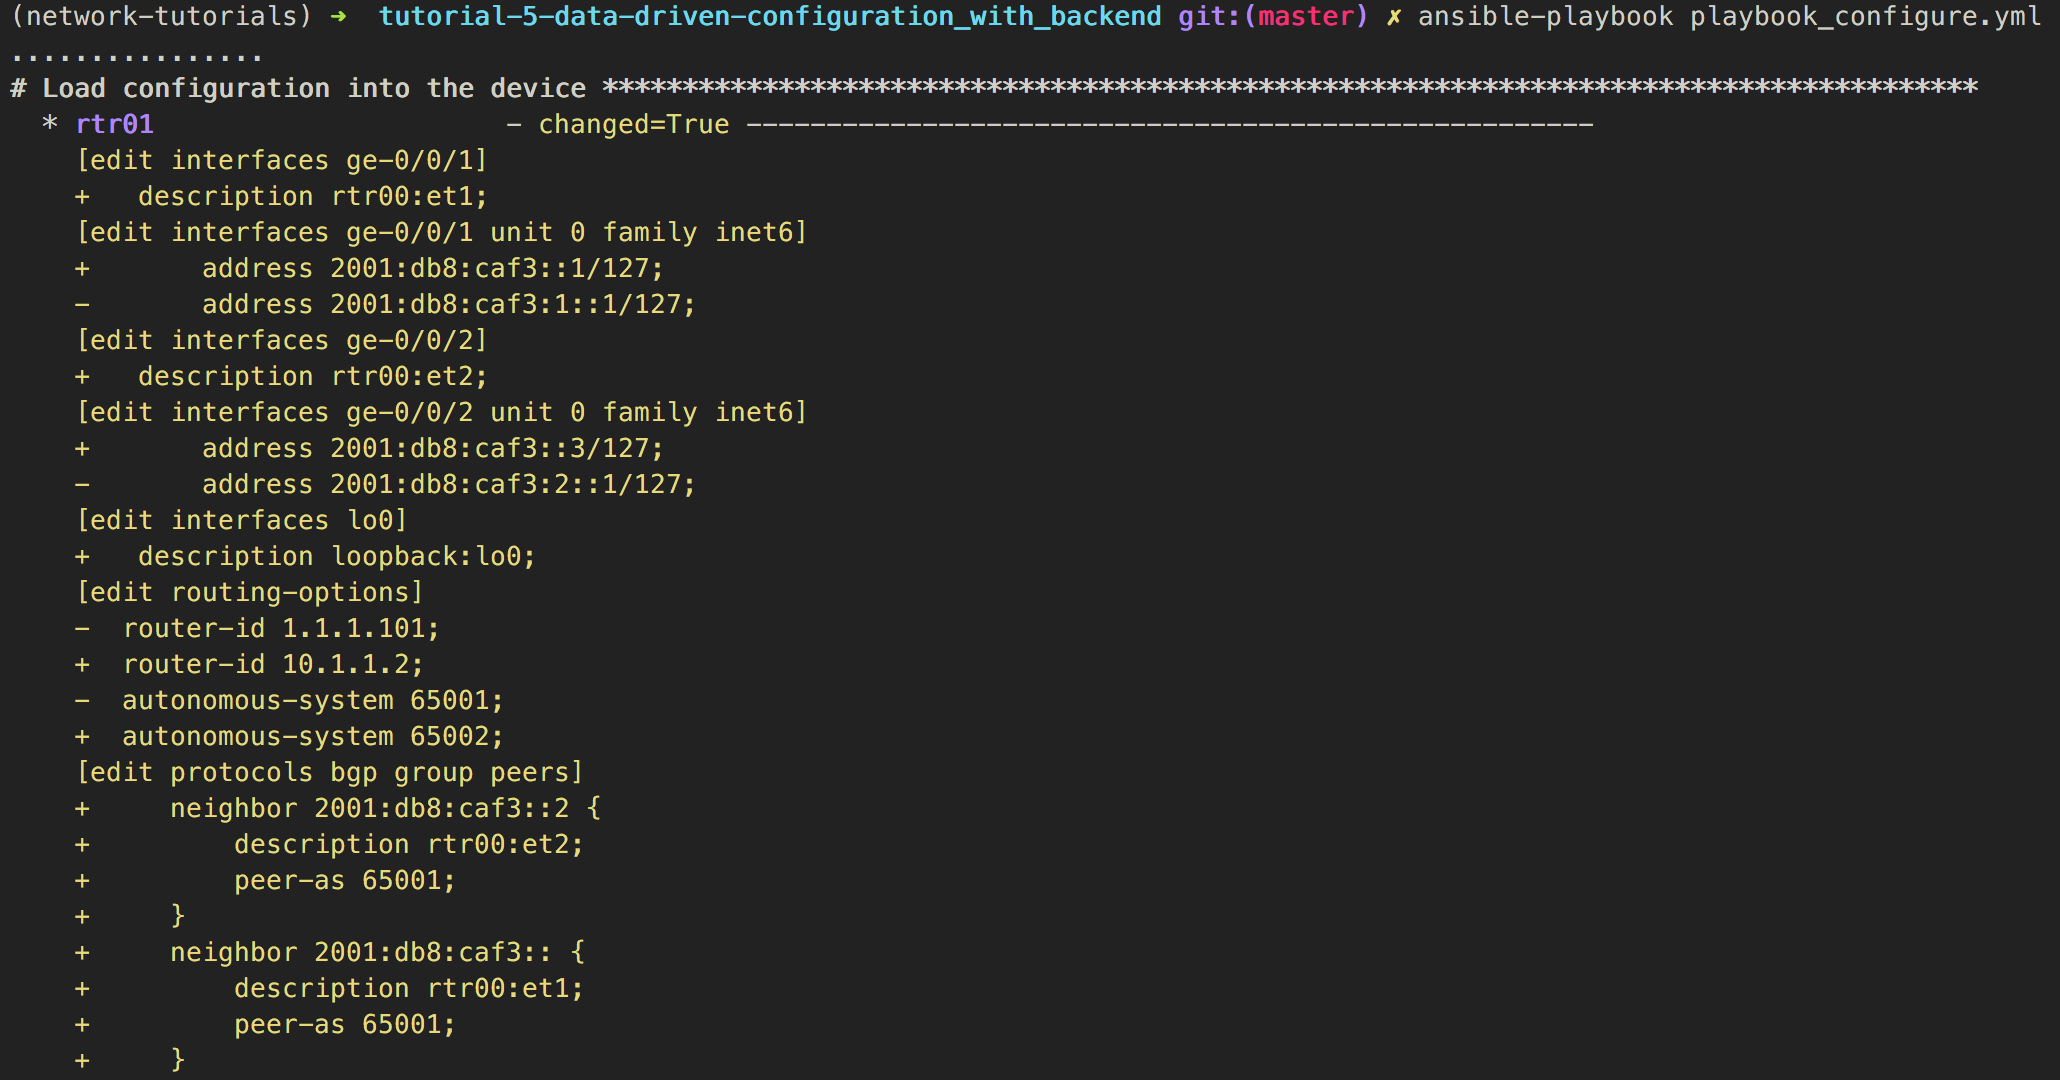 (network-tutorials) ➜  tutorial-5-data-driven-configuration_with_backend git:(master) ✗ ansible-playbook playbook_configure.yml
................
# Load configuration into the device **************************************************************************************
  * rtr01                      - changed=True -----------------------------------------------------
    [edit interfaces ge-0/0/1]
    +   description rtr00:et1;
    [edit interfaces ge-0/0/1 unit 0 family inet6]
    +       address 2001:db8:caf3::1/127;
    -       address 2001:db8:caf3:1::1/127;
    [edit interfaces ge-0/0/2]
    +   description rtr00:et2;
    [edit interfaces ge-0/0/2 unit 0 family inet6]
    +       address 2001:db8:caf3::3/127;
    -       address 2001:db8:caf3:2::1/127;
    [edit interfaces lo0]
    +   description loopback:lo0;
    [edit routing-options]
    -  router-id 1.1.1.101;
    +  router-id 10.1.1.2;
    -  autonomous-system 65001;
    +  autonomous-system 65002;
    [edit protocols bgp group peers]
    +     neighbor 2001:db8:caf3::2 {
    +         description rtr00:et2;
    +         peer-as 65001;
    +     }
    +     neighbor 2001:db8:caf3:: {
    +         description rtr00:et1;
    +         peer-as 65001;
    +     }